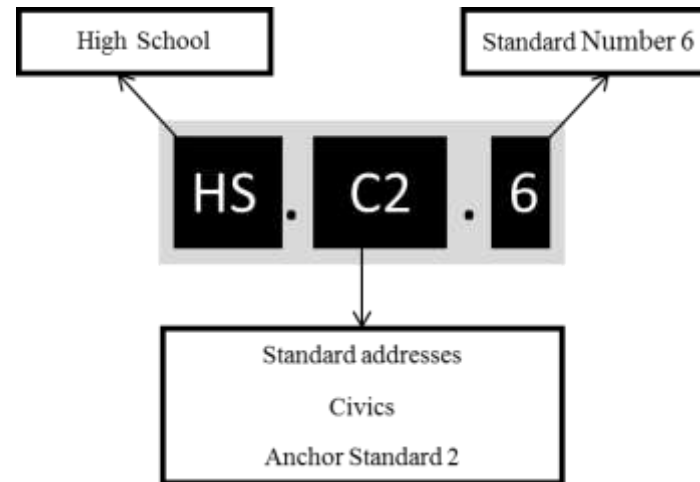 High School
Standard Number 6
HS . C2 . 6
Standard addresses
Civics
Anchor Standard 2